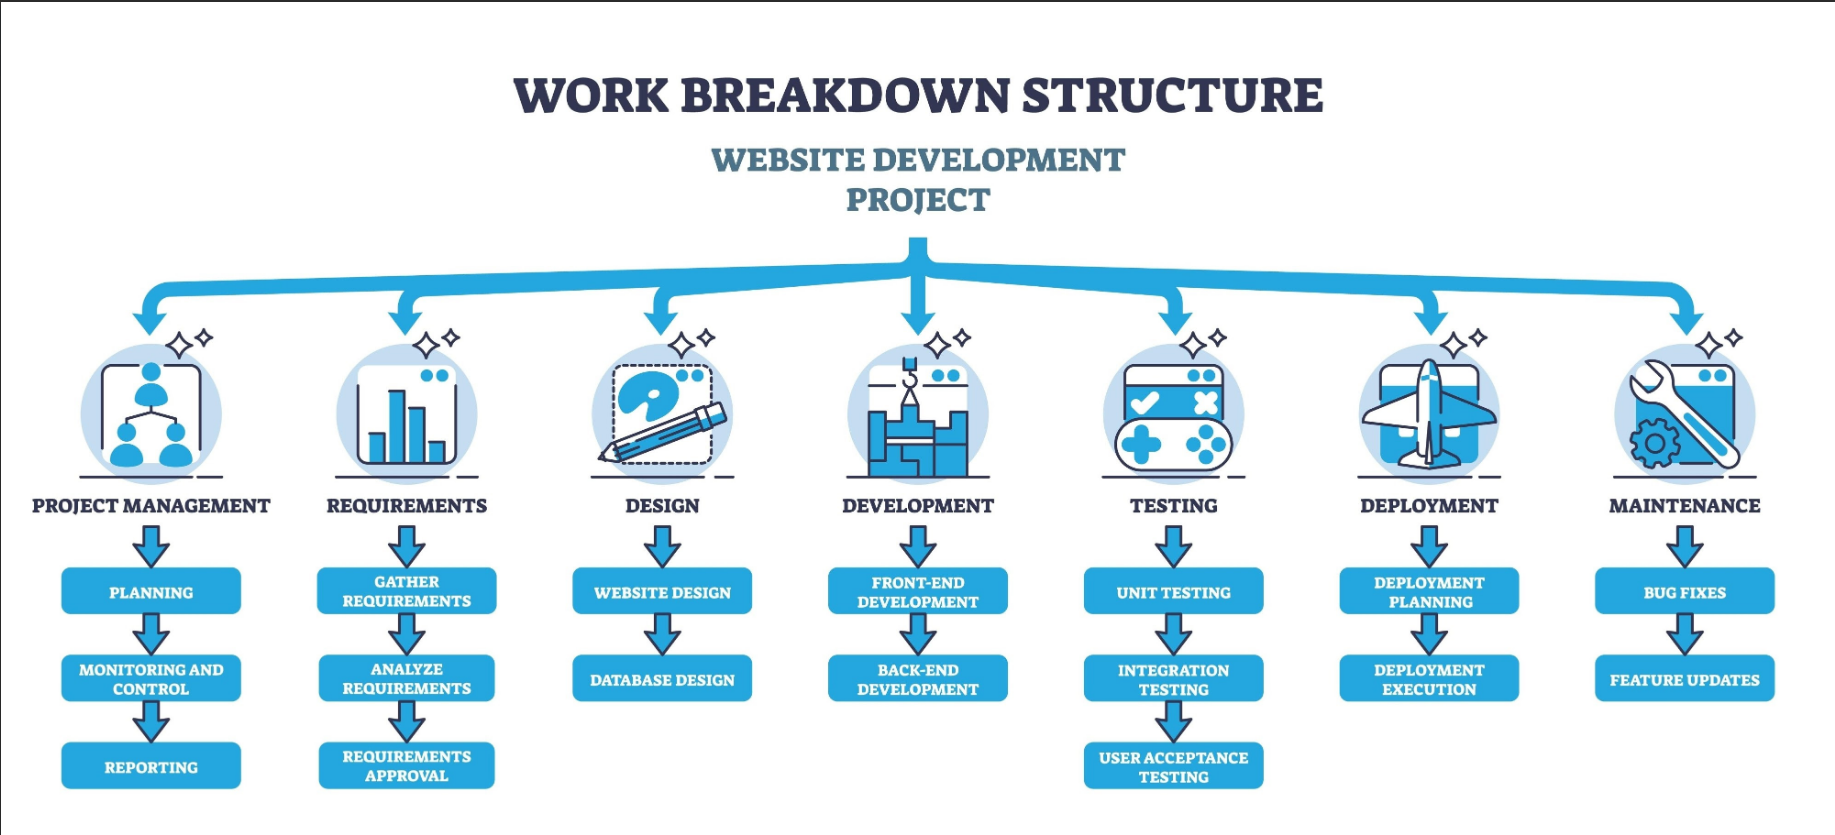 WORK BREAKDOWN STRUCTURE
WEBSITE DEVELOPMENT
PROJECT
PROJECT MANAGEMENT
PLANNING
MONITORING AND
CONTROL
REPORTING
REQUIREMENTS
GATHER
REQUIREMENTS
ANALYZE
REQUIREMENTS
REQUIREMENTS
APPROVAL
DESIGN
WEBSITE DESIGN
DATABASE DESIGN
DEVELOPMENT
FRONT-END
DEVELOPMENT
BACK-END
DEVELOPMENT
TESTING
UNIT TESTING
INTEGRATION
TESTING
USER ACCEPTANCE
TESTING
DEPLOYMENT
DEPLOYMENT
PLANNING
DEPLOYMENT
EXECUTION
MAINTENANCE
BUG FIXES
FEATURE UPDATES